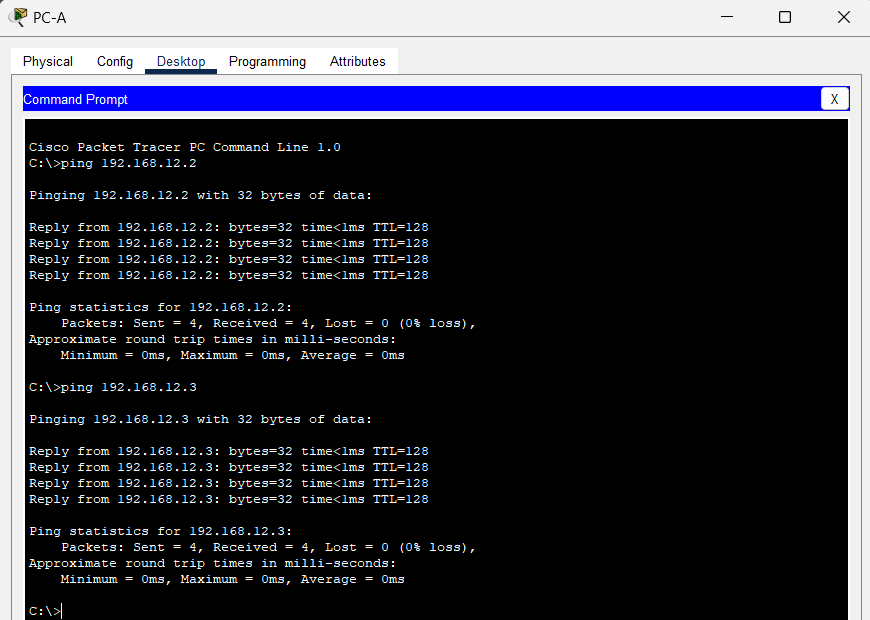 PC-A
Physical Config Desktop Programming Attributes
Command Prompt X
Cisco Packet Tracer PC Command Line 1.0
C:\>ping 192.168.12.2
Pinging 192.168.12.2 with 32 bytes of data:
Reply from 192.168.12.2: bytes=32 time<1ms TTL=128
Reply from 192.168.12.2: bytes=32 time<1ms TTL=128
Reply from 192.168.12.2: bytes=32 time<1ms TTL=128
Reply from 192.168.12.2: bytes=32 time<1ms TTL=128
Ping statistics for 192.168.12.2:
    Packets: Sent = 4, Received = 4, Lost = 0 (0% loss),
Approximate round trip times in milli-seconds:
    Minimum = 0ms, Maximum = 0ms, Average = 0ms
C:\>ping 192.168.12.3
Pinging 192.168.12.3 with 32 bytes of data:
Reply from 192.168.12.3: bytes=32 time<1ms TTL=128
Reply from 192.168.12.3: bytes=32 time<1ms TTL=128
Reply from 192.168.12.3: bytes=32 time<1ms TTL=128
Reply from 192.168.12.3: bytes=32 time<1ms TTL=128
Ping statistics for 192.168.12.3:
    Packets: Sent = 4, Received = 4, Lost = 0 (0% loss),
Approximate round trip times in milli-seconds:
    Minimum = 0ms, Maximum = 0ms, Average = 0ms
C:\>